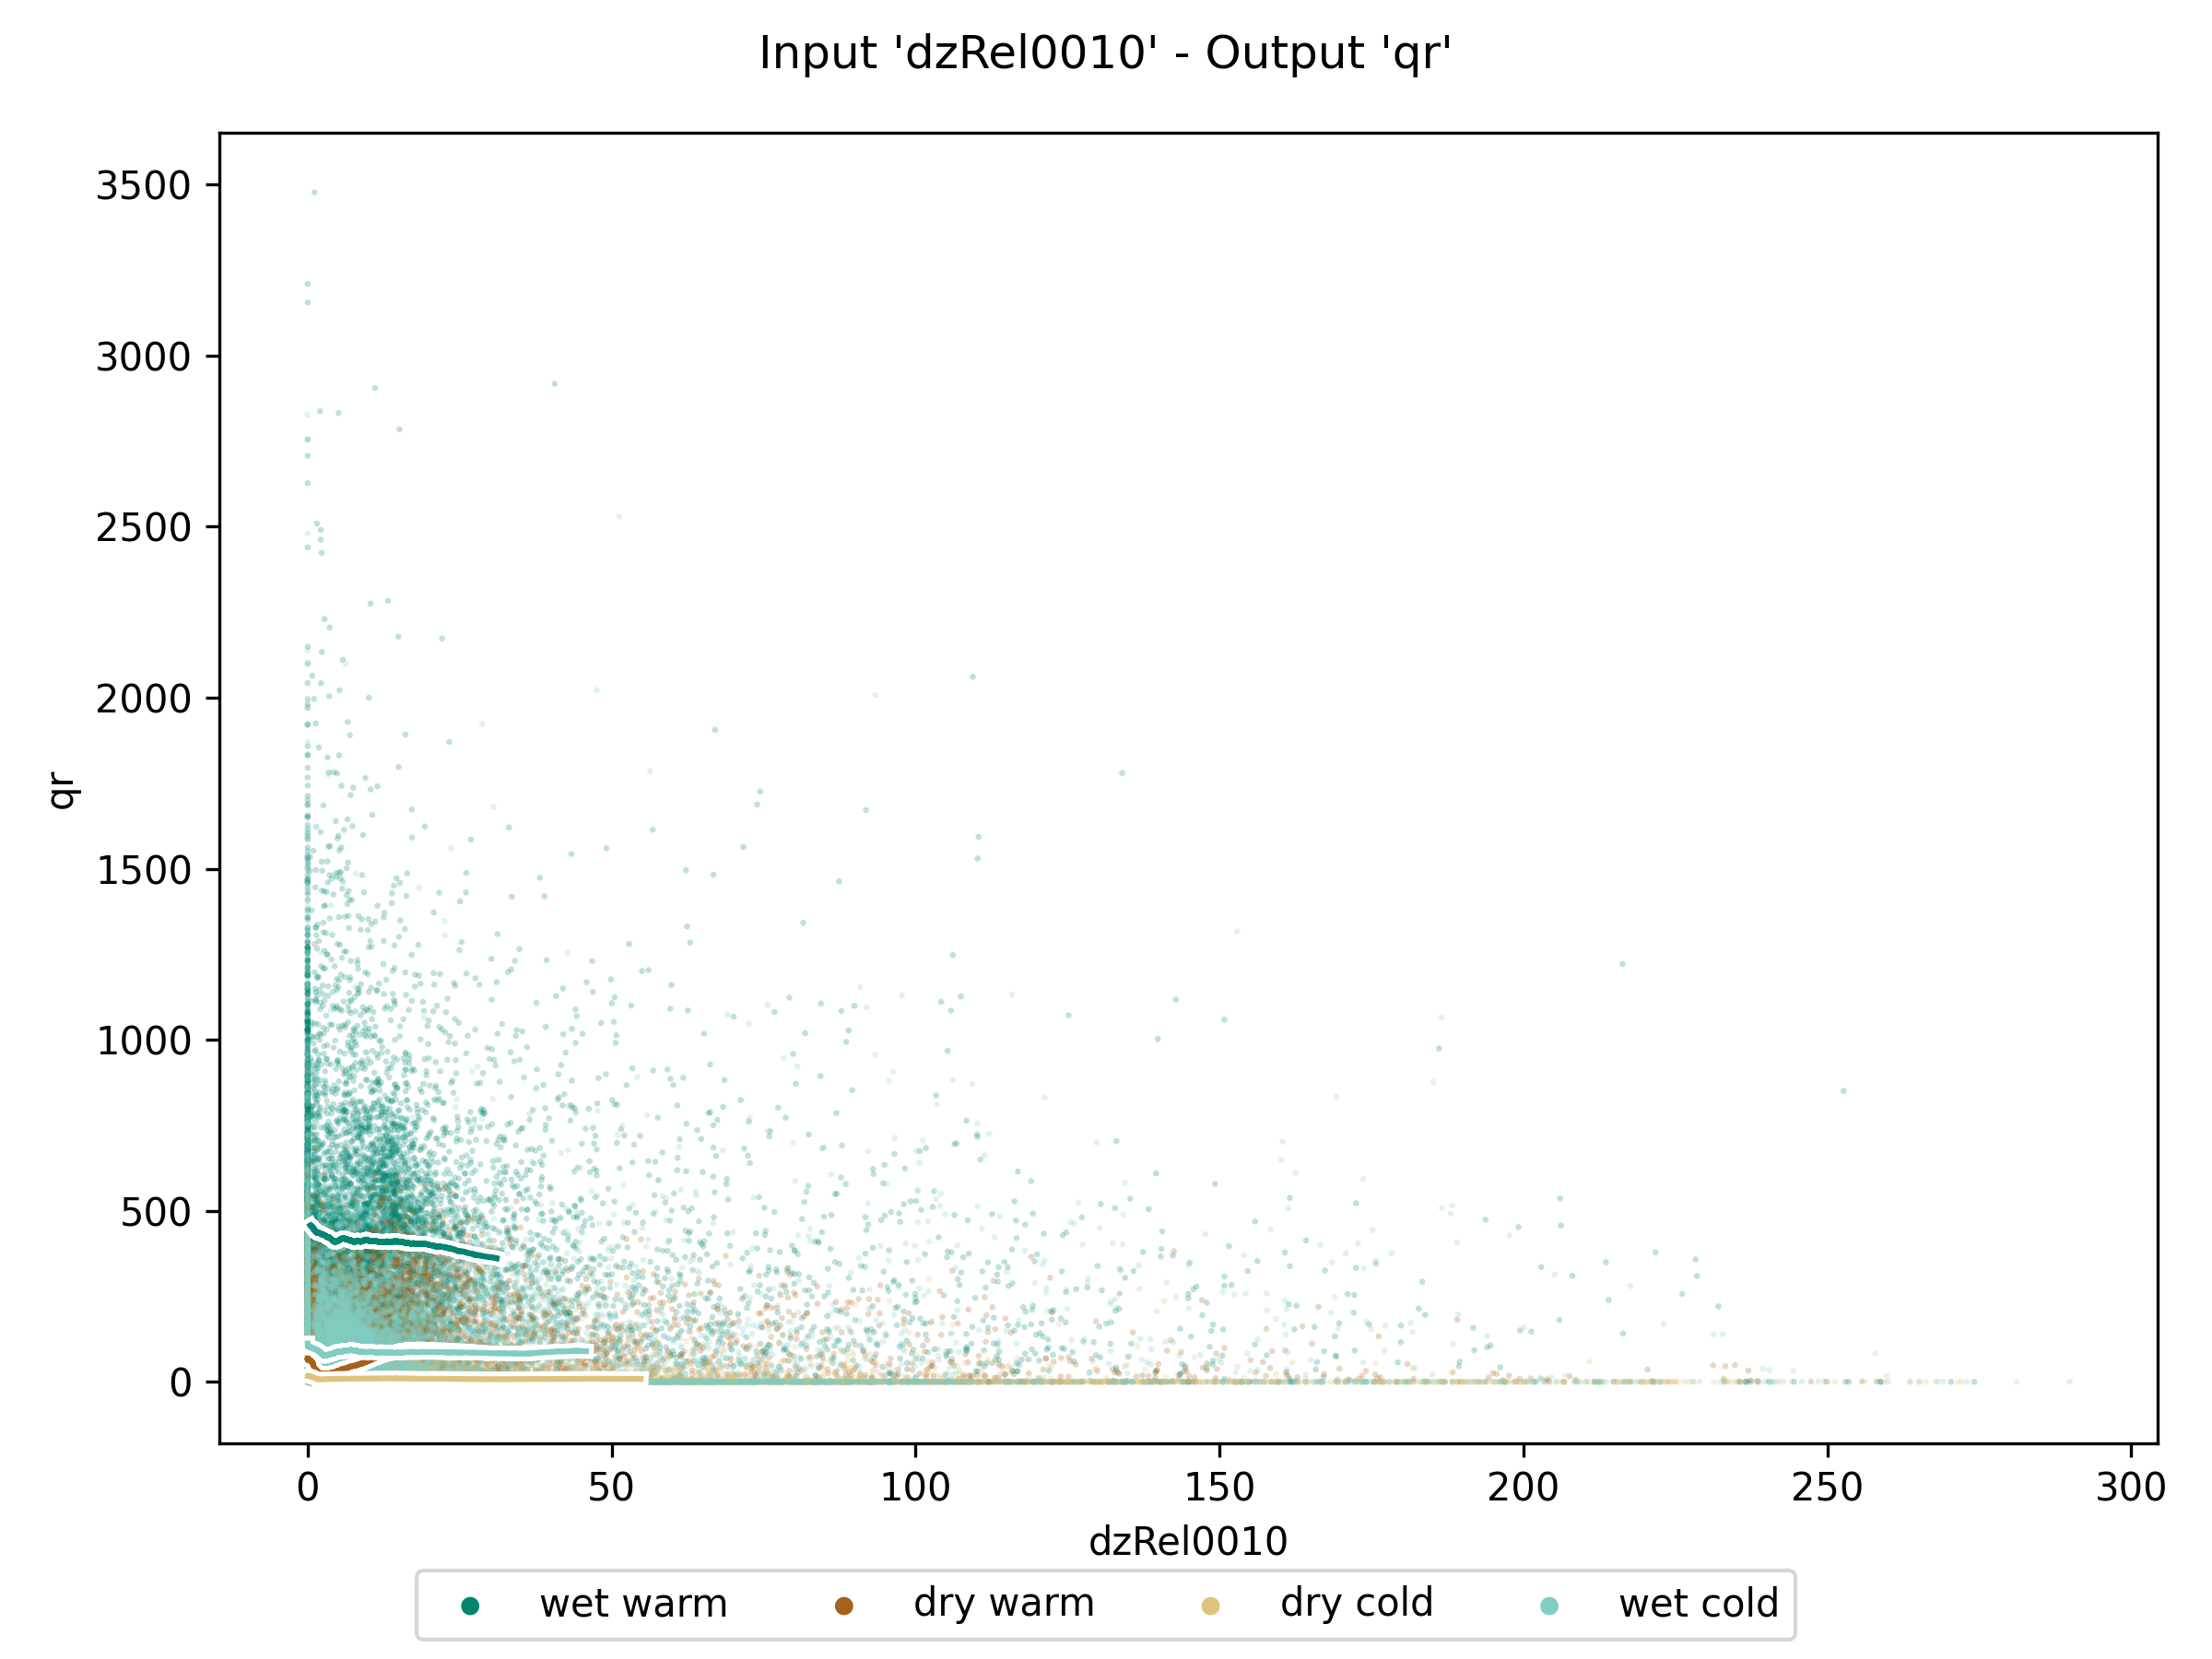 Input 'dzRel0010' - Output 'qr'
3500
3000
2500
2000
1500
1000
500
0
qr
0 50 100 150 200 250 300
dzRel0010
wet warm dry warm dry cold wet cold